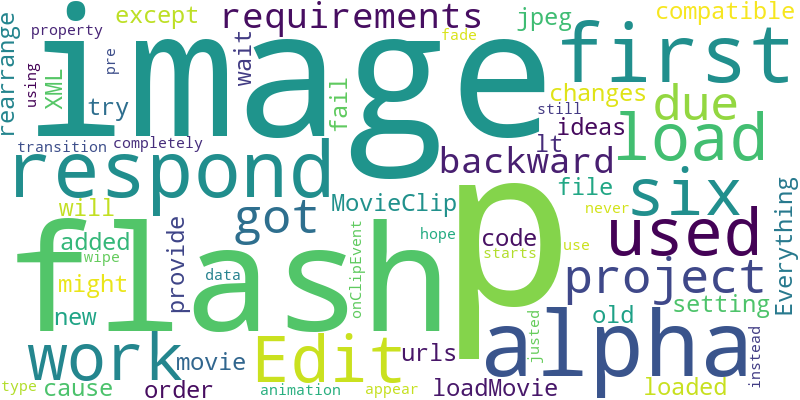 image
flash
p
first
respond
alpha
work
used
load
six
Edit
got
requirements
project
backward
due
except
jpeg
compatible
property
fade
rearrange
wait
pre
using
XML
try
fail
changes
still
ideas
lt
transition
completely
file
MovieClip
will
never
added
provide
hope
code
use
Everything
wipe
starts
might
data
onClipEvent
setting
new
old
justed
movie
urls
instead
type
cause
order
animation
appear
loadMovie
loaded